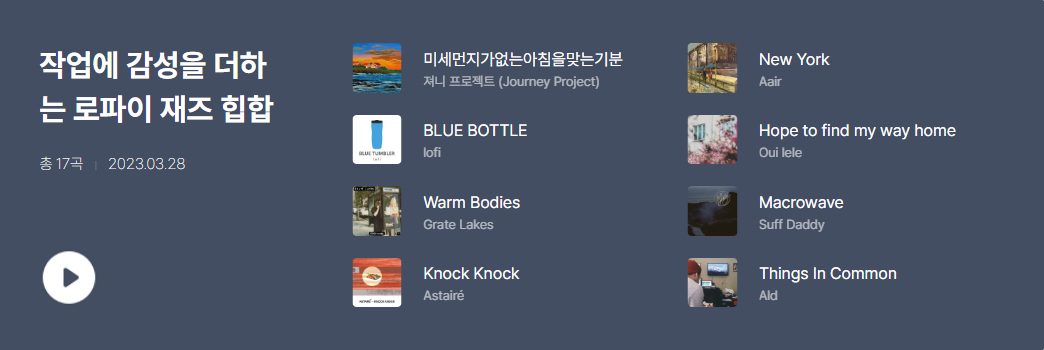 작업에 감성을 더하
는 로파이 재즈 힙합
총 17곡 | 2023.03.28
미세먼지가없는아침을맞는기분
져니 프로젝트 (Journey Project)
BLUE TUMBLER
lofi
BLUE BOTTLE
lofi
Warm Bodies
Grate Lakes
Knock Knock
Astairé
New York
Aair
Hope to find my way home
Oui lele
Macrowave
Suff Daddy
Things In Common
Ald